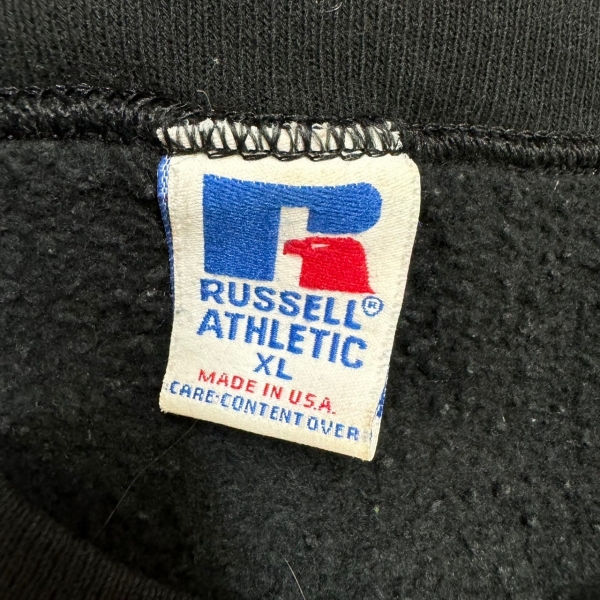 RUSSELL®
ATHLETIC
XL
MADE IN U.S.A.
CARE-CONTENT OVER